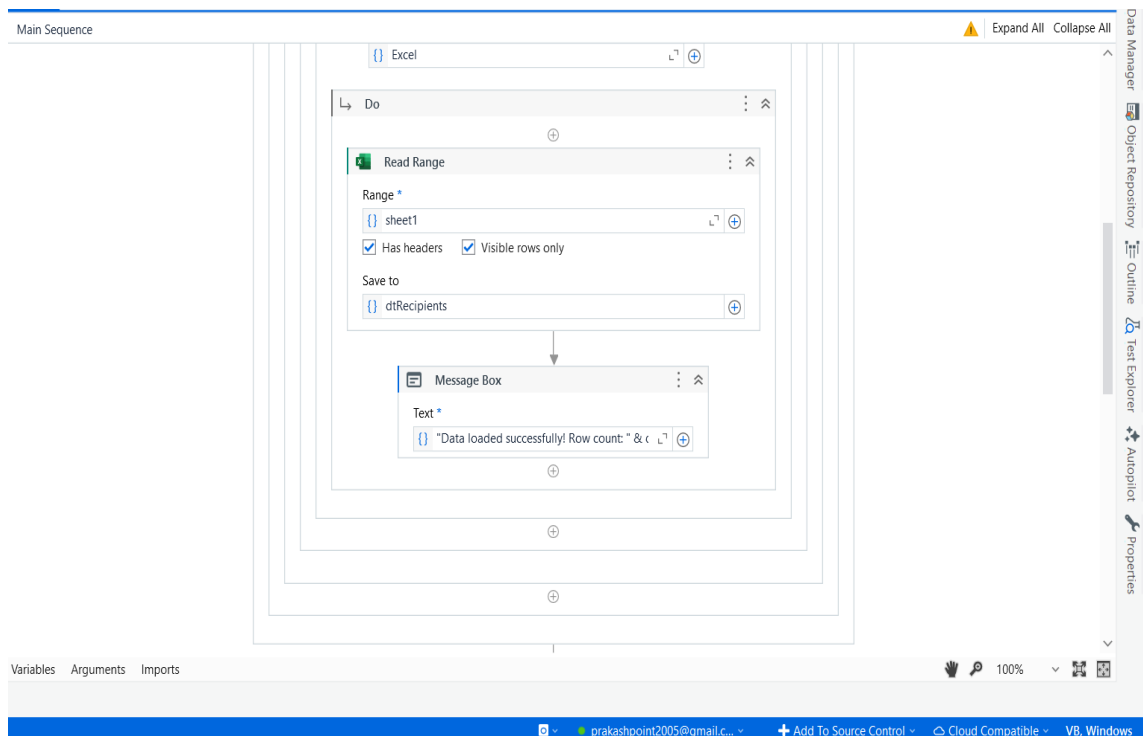 Main Sequence
Expand All Collapse All
{} Excel
Do
Read Range
Range *
{} sheet1
Has headers Visible rows only
Save to
{} dtRecipients
Message Box
Text *
{} "Data loaded successfully! Row count: " &
Data Manager
Object Repository
Outline
Test Explorer
Autopilot
Properties
Variables Arguments Imports
100%
prakashpoint2005@gmail.c... Add To Source Control Cloud Compatible VB, Windows